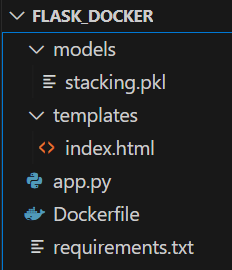 FLASK_DOCKER
models
stacking.pkl
templates
index.html
app.py
Dockerfile
requirements.txt